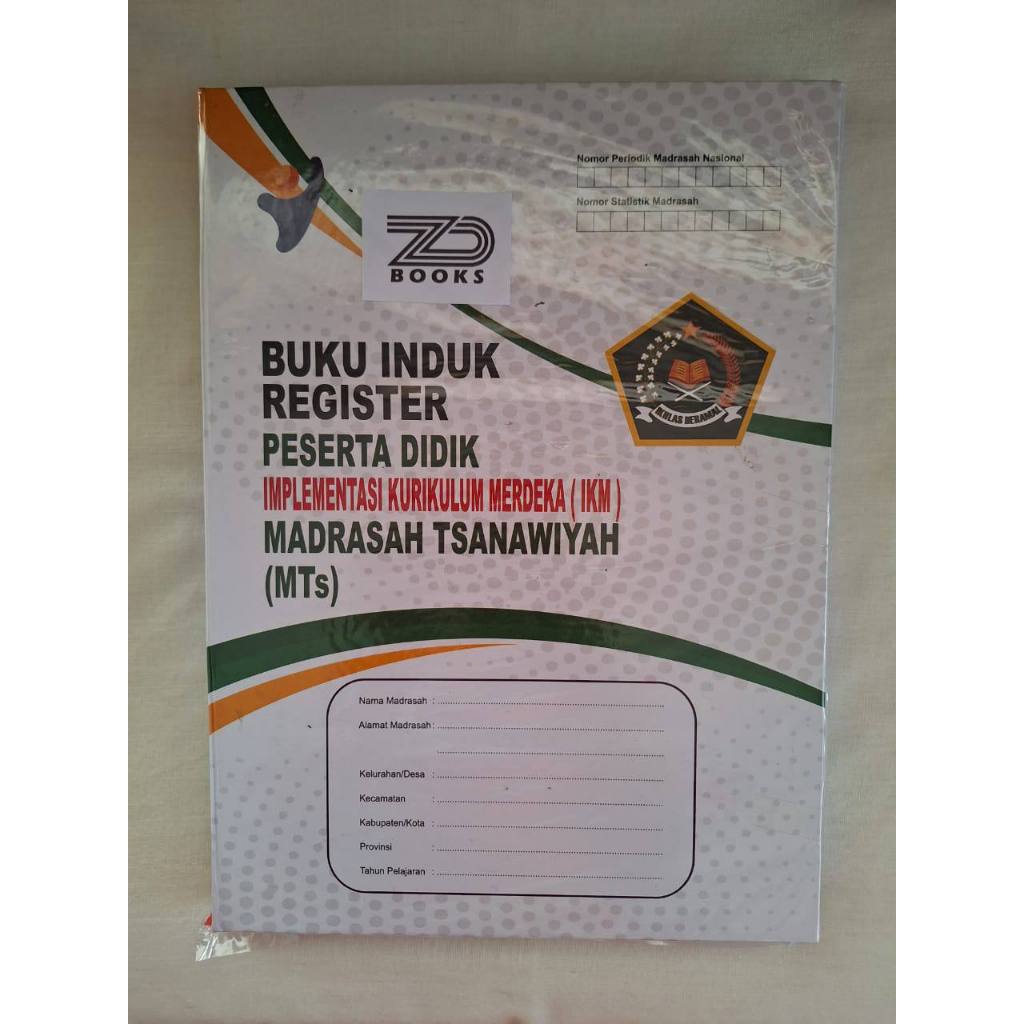 Nomor Periodik Madrasah Nasional
Nomor Statistik Madrasah
ZD
BOOKS
IKHLAS BERAMAL
BUKU INDUK
REGISTER
PESERTA DIDIK
IMPLEMENTASI KURIKULUM MERDEKA ( IKM )
MADRASAH TSANAWIYAH
(MTs)
Nama Madrasah :
Alamat Madrasah :
Kelurahan/Desa :
Kecamatan :
Kabupaten/Kota :
Provinsi :
Tahun Pelajaran :